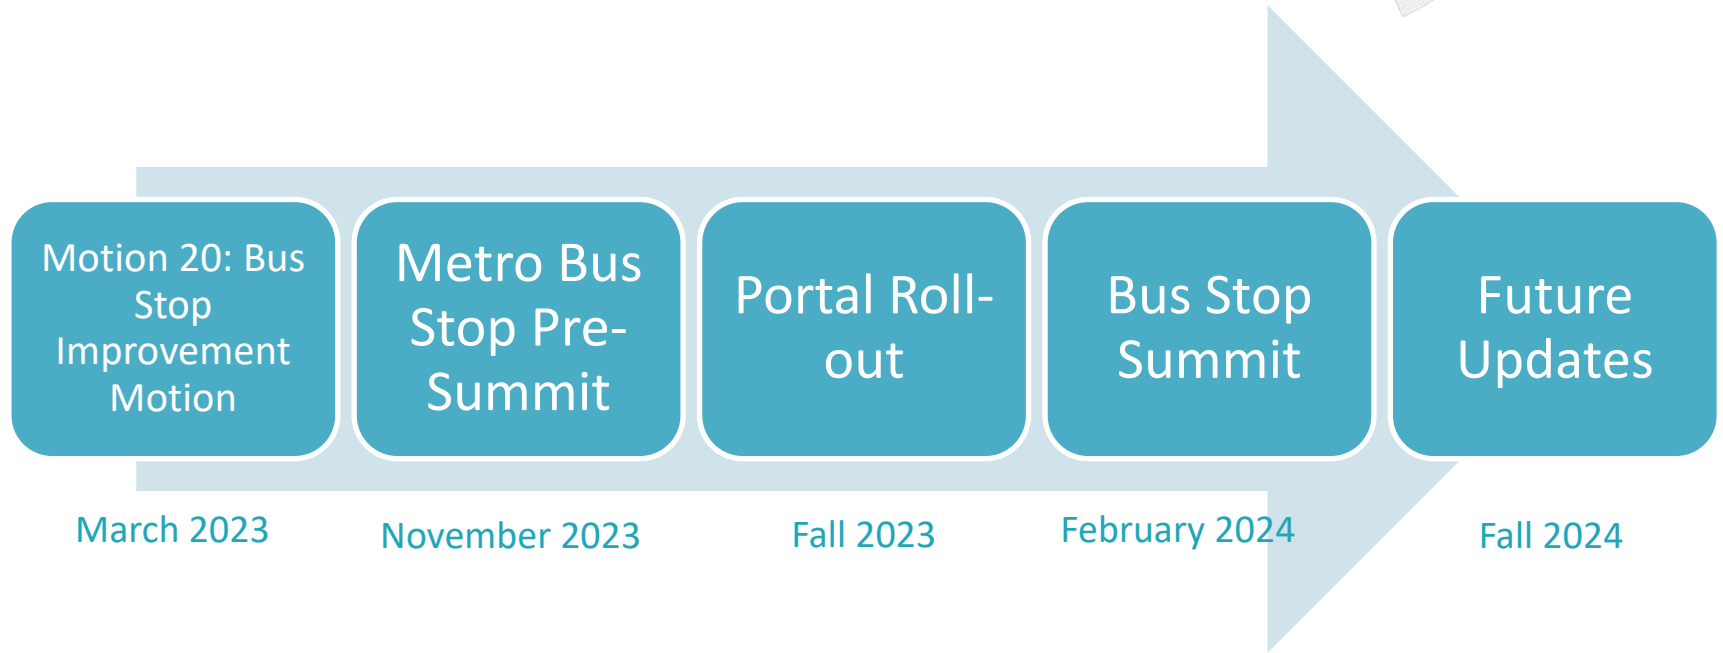 Motion 20: Bus
Stop
Improvement
Motion
Metro Bus
Stop Pre-
Summit
Portal Roll-
out
Bus Stop
Summit
Future
Updates
March 2023
November 2023
Fall 2023
February 2024
Fall 2024